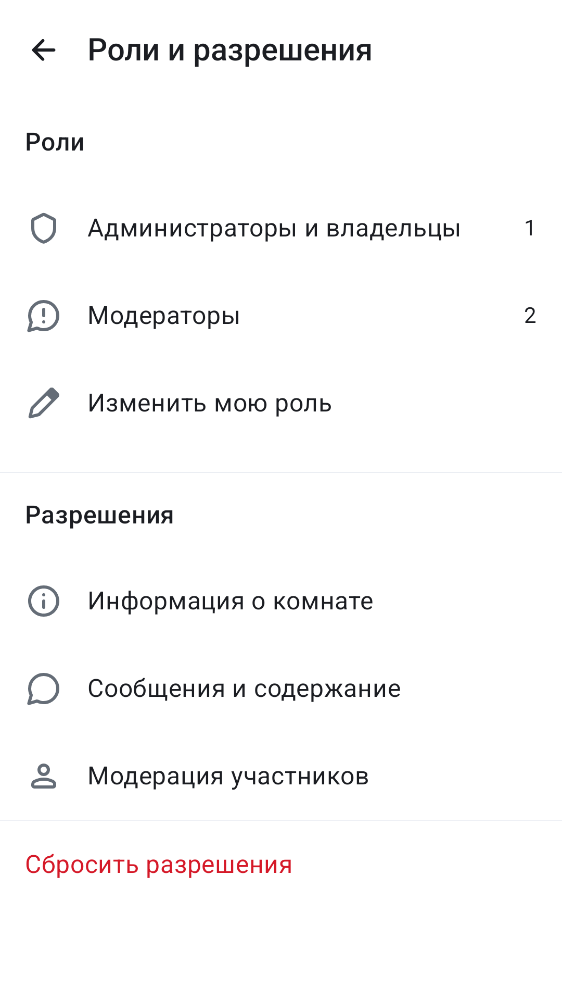 Роли и разрешения
Роли
Администраторы и владельцы 1
Модераторы 2
Изменить мою роль
Разрешения
Информация о комнате
Сообщения и содержание
Модерация участников
Сбросить разрешения